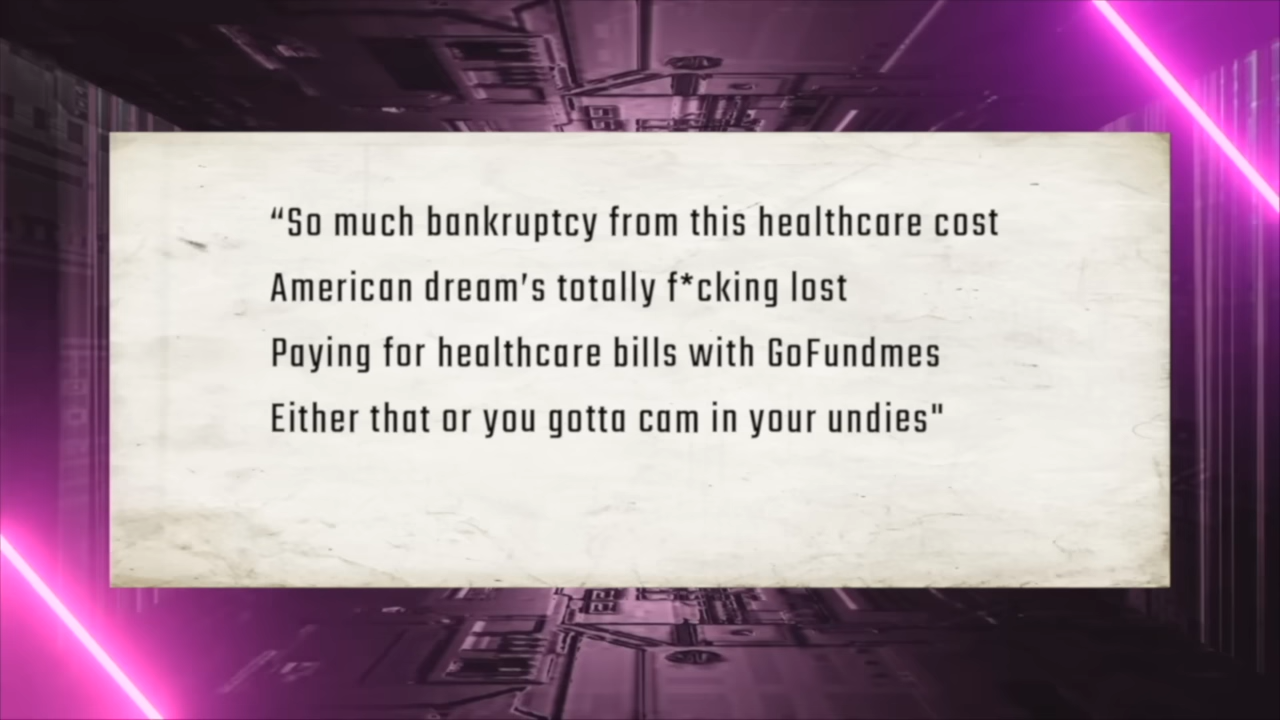 “So much bankruptcy from this healthcare cost
American dream’s totally f*cking lost
Paying for healthcare bills with GoFundmes
Either that or you gotta cam in your undies"